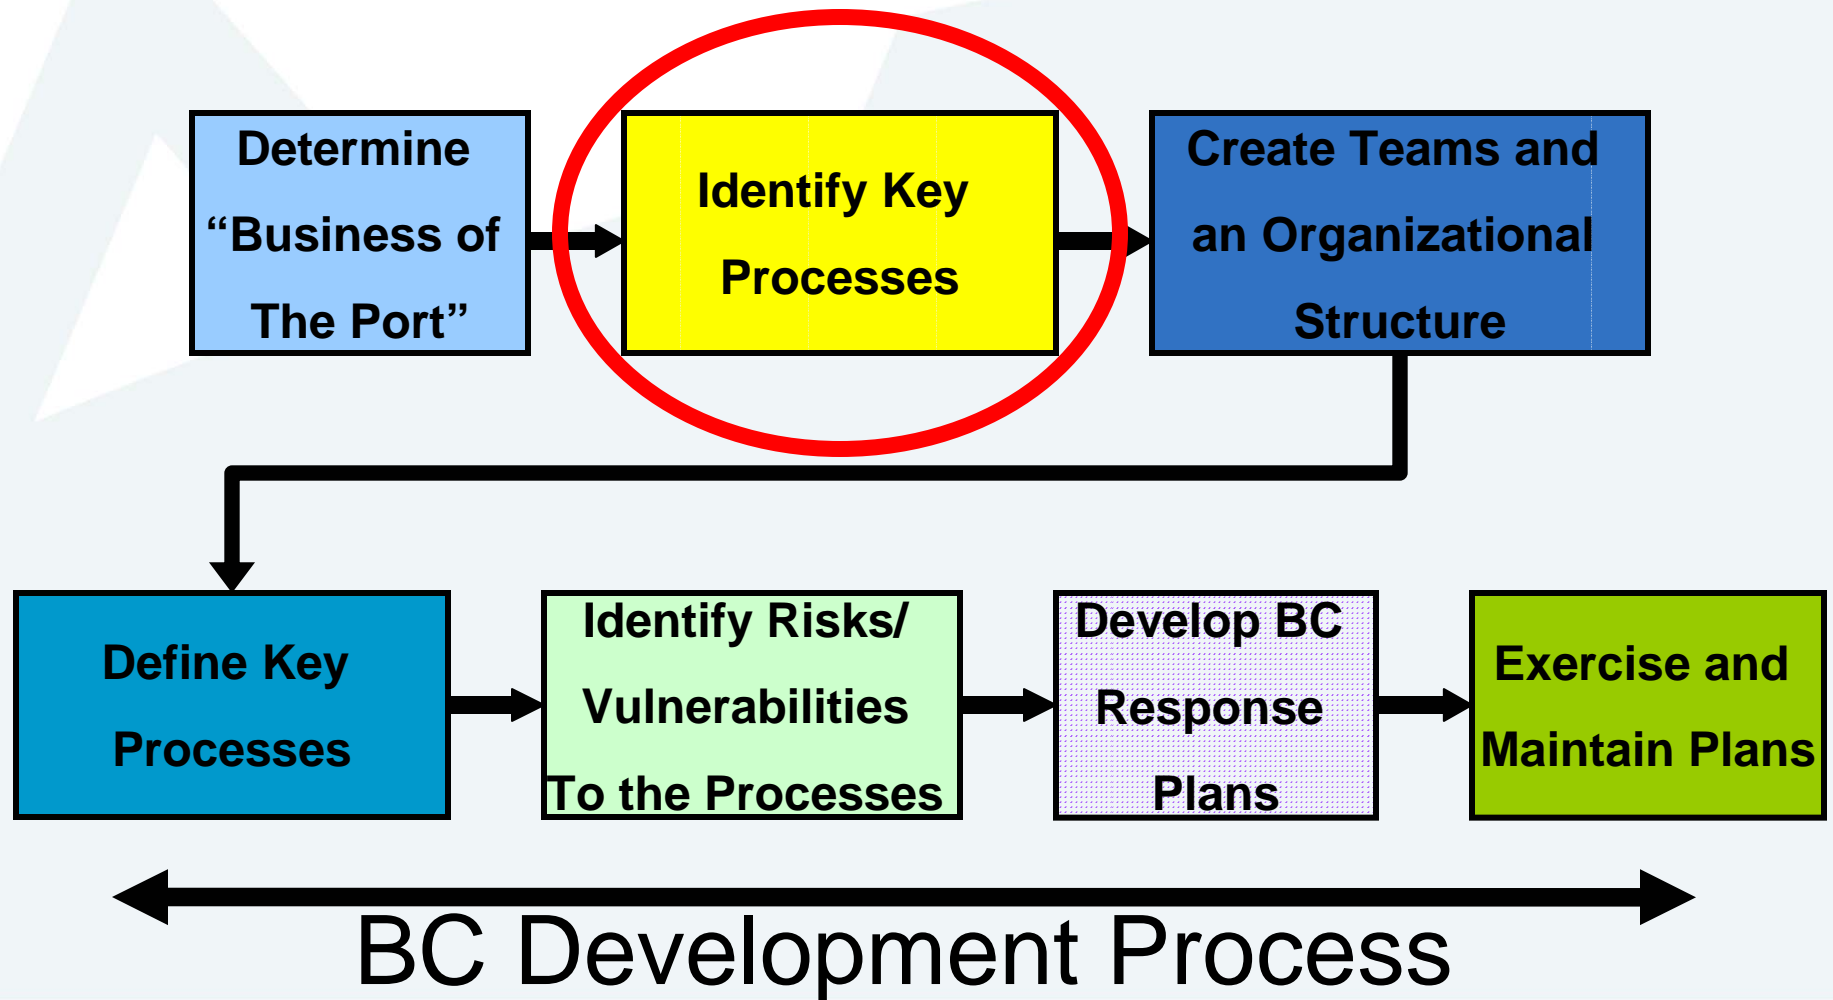 Determine
“Business of
The Port”
Identify Key
Processes
Create Teams and
an Organizational
Structure
Define Key
Processes
Identify Risks/
Vulnerabilities
To the Processes
Develop BC
Response
Plans
Exercise and
Maintain Plans
BC Development Process